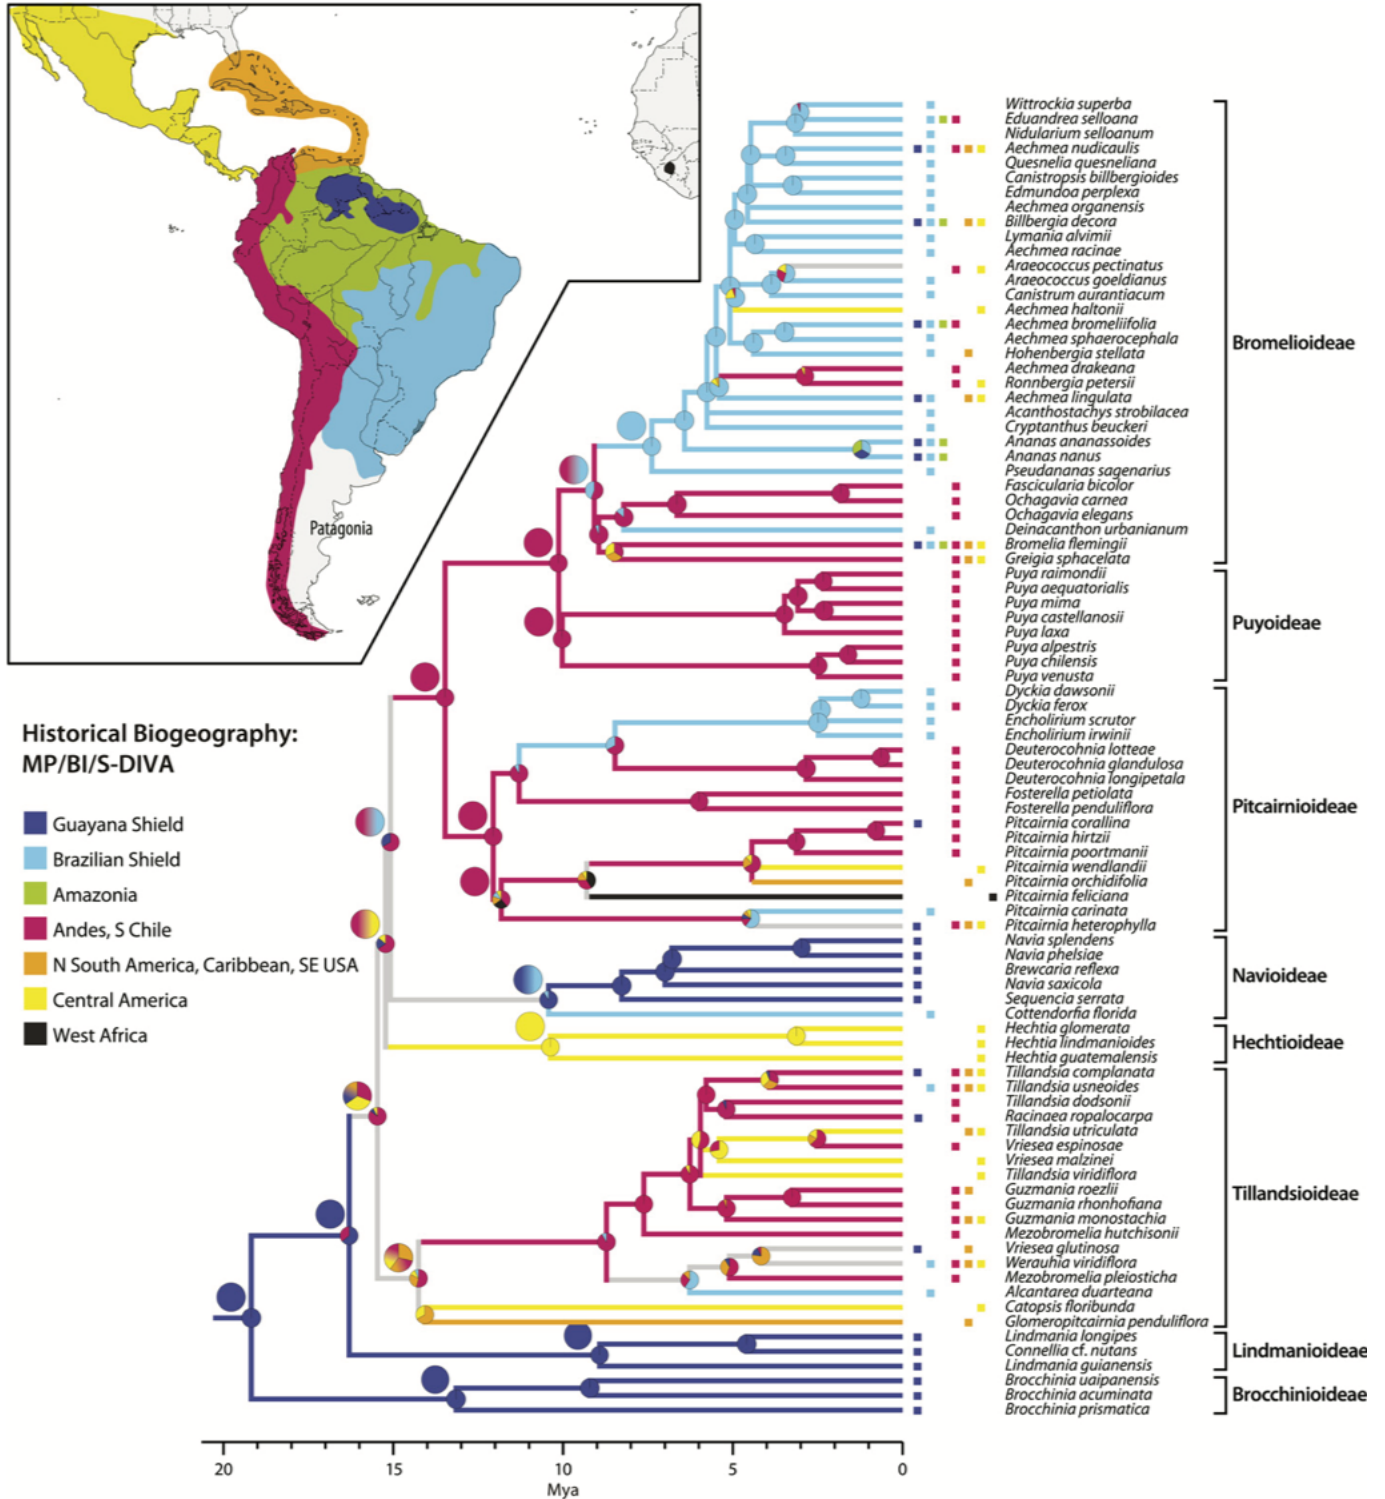 Patagonia
Historical Biogeography:
MP/BI/S-DIVA
Guayana Shield
Brazilian Shield
Amazonia
Andes, S Chile
N South America, Caribbean, SE USA
Central America
West Africa
Wittrockia superba
Eduandrea selloana
Nidularium selloanum
Aechmea nudicaulis
Quesnelia quesneliana
Canistropsis billbergioides
Edmundoa perplexa
Aechmea organensis
Billbergia decora
Lymania alvimii
Aechmea racinae
Araeococcus pectinatus
Araeococcus goeldianus
Canistrum aurantiacum
Aechmea haltonii
Aechmea bromeliifolia
Aechmea sphaerocephala
Hohenbergia stellata
Aechmea drakeana
Ronnbergia petersii
Aechmea lingulata
Acanthostachys strobilacea
Cryptanthus beuckeri
Ananas ananassoides
Ananas nanus
Pseudananas sagenarius
Fascicularia bicolor
Ochagavia carnea
Ochagavia elegans
Deinacanthon urbanianum
Bromelia flemingii
Greigia sphacelata
Bromelioideae
Puya raimondii
Puya aequatorialis
Puya mima
Puya castellanosii
Puya laxa
Puya alpestris
Puya chilensis
Puya venusta
Puyoideae
Dyckia dawsonii
Dyckia ferox
Encholirium scrutor
Encholirium irwinii
Deuterocohnia lotteae
Deuterocohnia glandulosa
Deuterocohnia longipetala
Fosterella petiolata
Fosterella penduliflora
Pitcairnia corallina
Pitcairnia hirtzii
Pitcairnia poortmanii
Pitcairnia wendlandii
Pitcairnia orchidifolia
Pitcairnia feliciana
Pitcairnia carinata
Pitcairnia heterophylla
Pitcairnioideae
Navia splendens
Navia phelsiae
Brewcaria reflexa
Navia saxicola
Sequencia serrata
Cottendorfia florida
Navioideae
Hechtia glomerata
Hechtia lindmanioides
Hechtia guatemalensis
Hechtioideae
Tillandsia complanata
Tillandsia usneoides
Tillandsia dodsonii
Racinaea ropalocarpa
Tillandsia utriculata
Vriesea espinosae
Vriesea malzinei
Tillandsia viridiflora
Guzmania roezlii
Guzmania rhonhofiana
Guzmania monostachia
Mezobromelia hutchisonii
Vriesea glutinosa
Werauhia viridiflora
Mezobromelia pleiosticha
Alcantarea duarteana
Catopsis floribunda
Glomeropitcairnia penduliflora
Tillandsioideae
Lindmania longipes
Connellia cf. nutans
Lindmania guianensis
Lindmanioideae
Brocchinia uaipanensis
Brocchinia acuminata
Brocchinia prismatica
Brocchinioideae
20 15 10 5 0
Mya